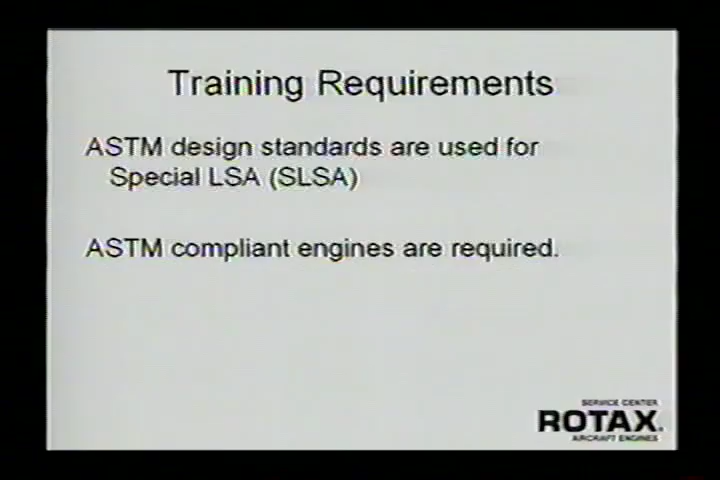 Training Requirements
ASTM design standards are used for
Special LSA (SLSA)
ASTM compliant engines are required.
SERVICE CENTER
ROTAX.
AIRCRAFT ENGINES